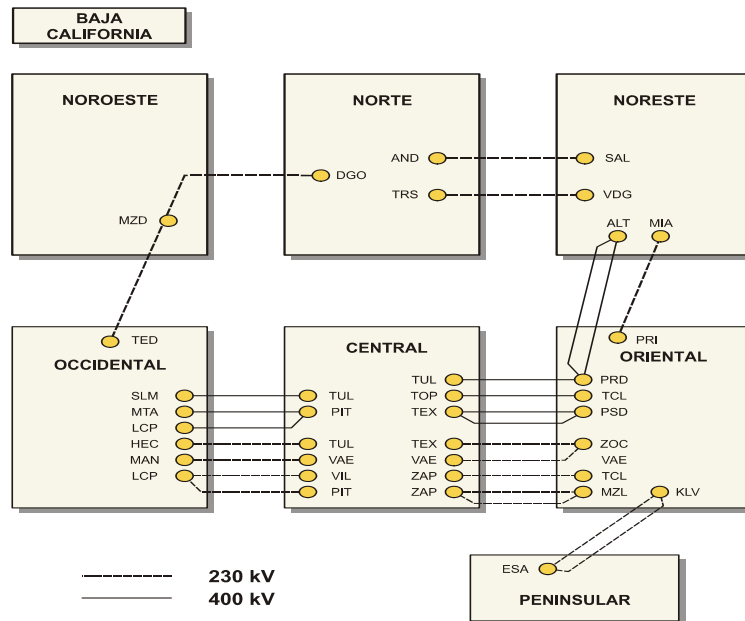 BAJA
CALIFORNIA
NOROESTE
NORTE
NORESTE
AND
SAL
DGO
TRS
VDG
MZD
ALT
MIA
TED
PRI
OCCIDENTAL
CENTRAL
ORIENTAL
TUL
PRD
SLM
TUL
TOP
TCL
MTA
PIT
TEX
PSD
LCP
HEC
TUL
TEX
ZOC
MAN
VAE
VAE
VAE
LCP
VIL
ZAP
TCL
PIT
ZAP
MZL
KLV
ESA
230 kV
400 kV
PENINSULAR